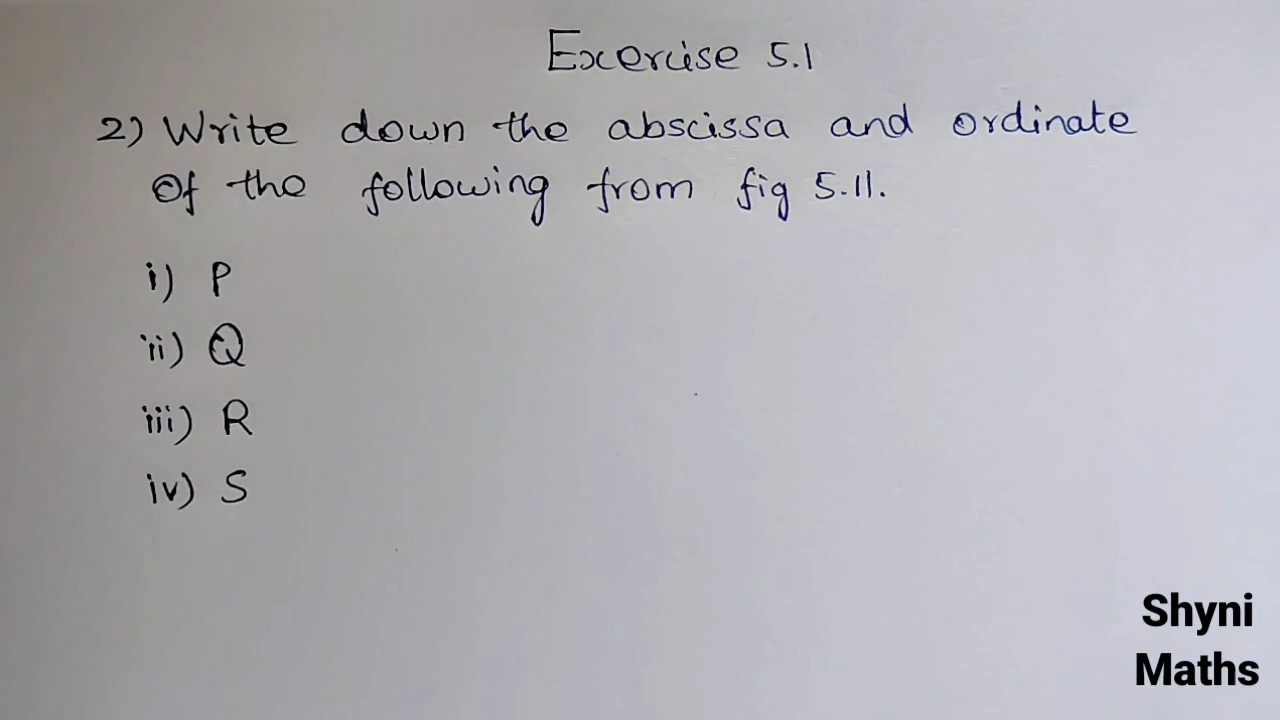 Exercise 5.1
2) Write down the abscissa and ordinate
of the following from fig 5.11.
i) P
ii) Q
iii) R
iv) S
Shyni
Maths